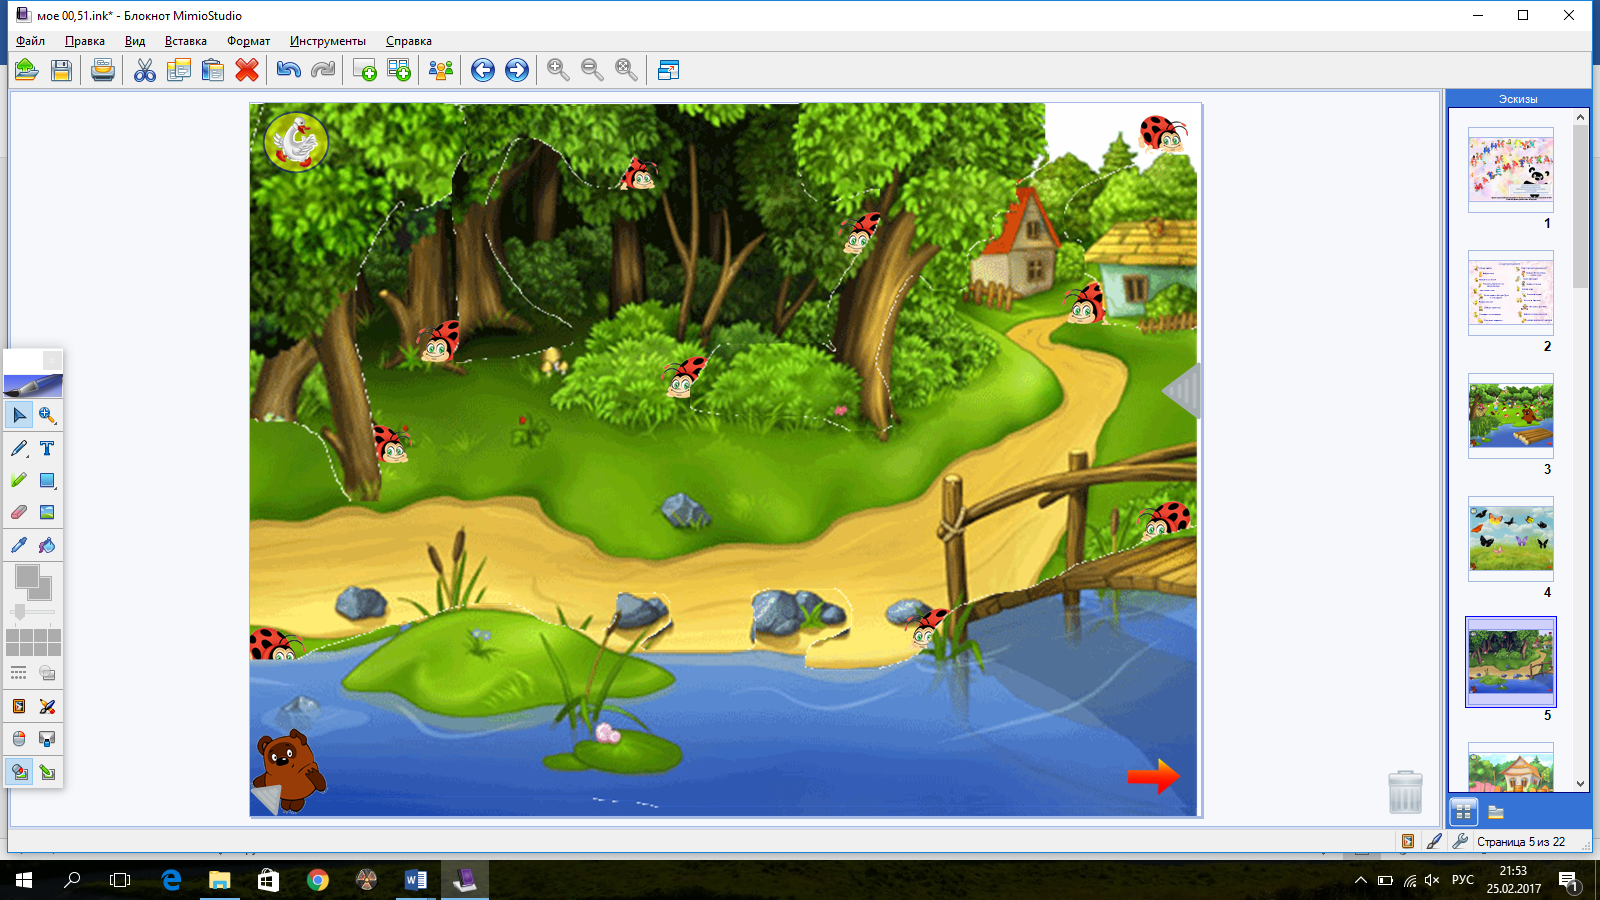 мое 00,51.ink* - Блокнот MimioStudio
Файл Правка Вид Вставка Формат Инструменты Справка
Эскизы
1
2
3
4
5
Страница 5 из 22
РУС
21:53
25.02.2017
1